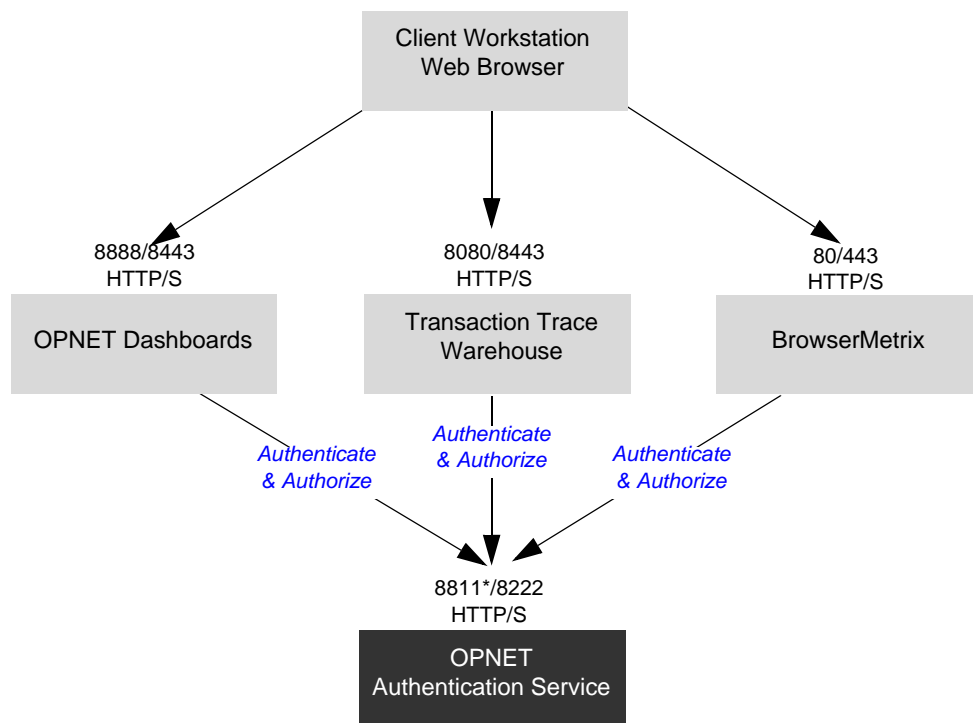 Client Workstation
Web Browser
8888/8443
HTTP/S
8080/8443
HTTP/S
80/443
HTTP/S
OPNET Dashboards
Transaction Trace
Warehouse
BrowserMetrix
Authenticate
& Authorize
Authenticate
& Authorize
Authenticate
& Authorize
8811*/8222
HTTP/S
OPNET
Authentication Service